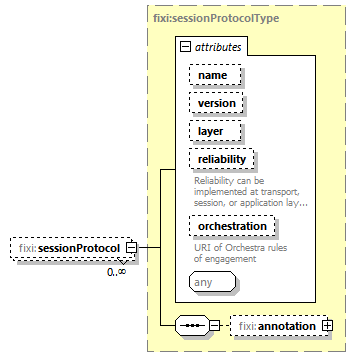 fixi:sessionProtocolType
attributes
name
version
layer
reliability
Reliability can be
implemented at transport,
session, or application lay...
orchestration
URI of Orchestra rules
of engagement
any
fixi:sessionProtocol
0..∞
fixi:annotation